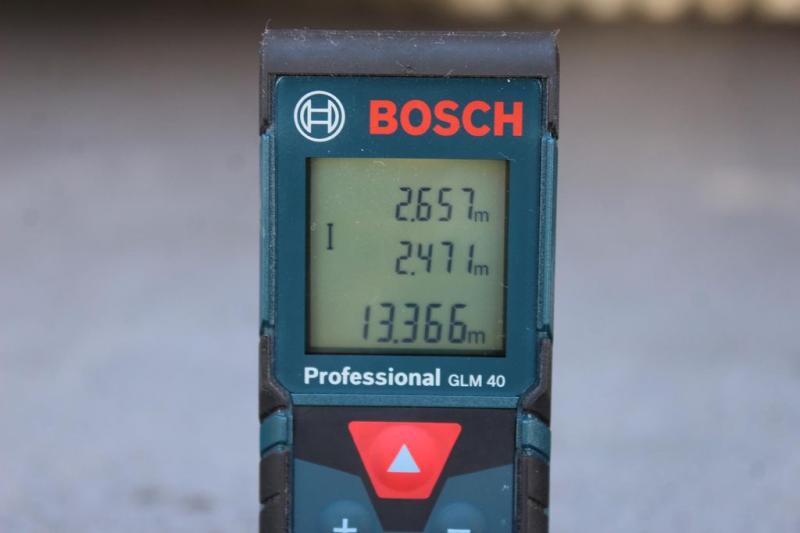 BOSCH
2.657m
2.471m
13.366m
Professional GLM 40
+ −